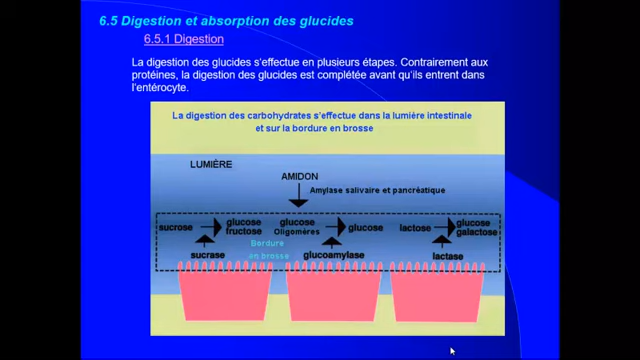 6.5 Digestion et absorption des glucides
6.5.1 Digestion
La digestion des glucides s'effectue en plusieurs étapes. Contrairement aux
protéines, la digestion des glucides est complétée avant qu'ils entrent dans
l'entérocyte.
La digestion des carbohydrates s'effectue dans la lumière intestinale
et sur la bordure en brosse
LUMIÈRE
AMIDON
Amylase salivaire et pancréatique
sucrose
glucose
fructose
glucose
Oligomères
glucose
lactose
glucose
galactose
Bordure
en brosse
sucrase
glucoamylase
lactase